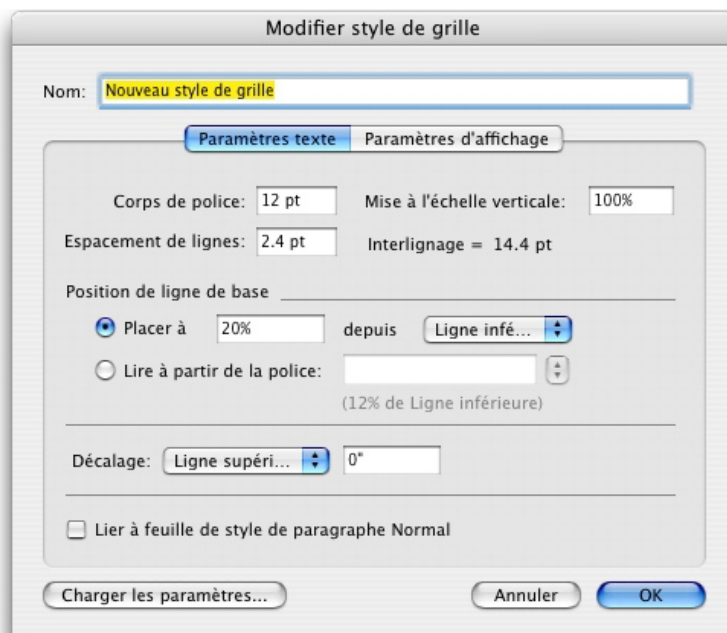 Modifier style de grille
Nom: Nouveau style de grille
Paramètres texte Paramètres d'affichage
Corps de police: 12 pt Mise à l'échelle verticale: 100%
Espacement de lignes: 2.4 pt Interlignage = 14.4 pt
Position de ligne de base
Placer à 20% depuis Ligne infé...
Lire à partir de la police:
(12% de Ligne inférieure)
Décalage: Ligne supéri... 0"
Lier à feuille de style de paragraphe Normal
Charger les paramètres... Annuler OK